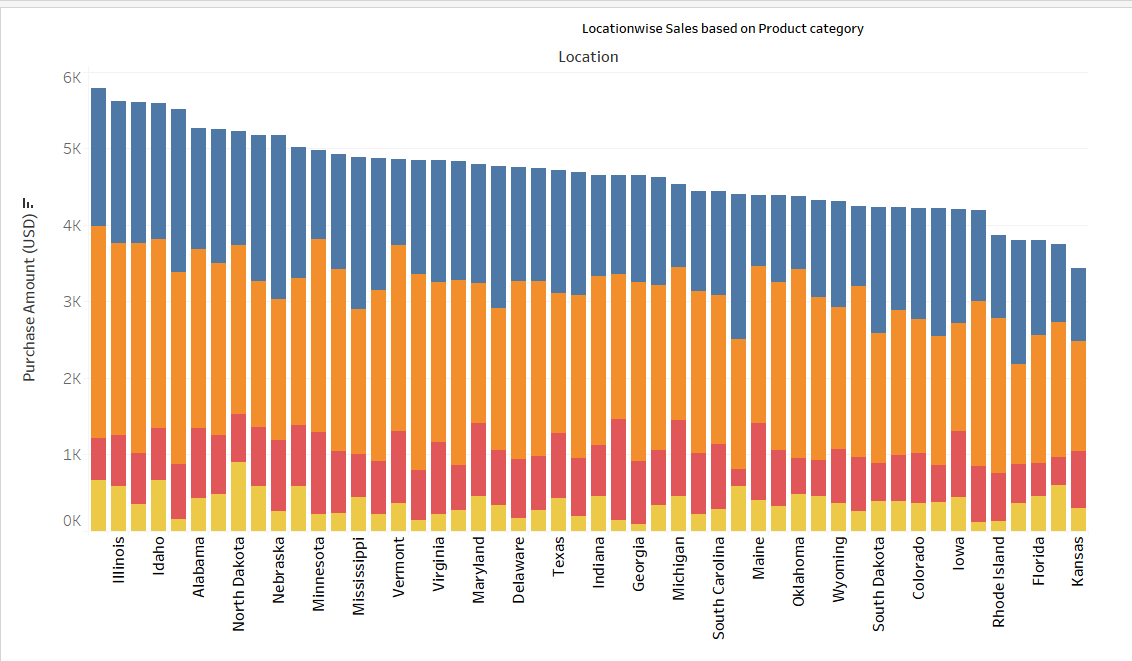 Locationwise Sales based on Product category
Location
Purchase Amount (USD)
6K
5K
4K
3K
2K
1K
0K
Illinois
Idaho
Alabama
North Dakota
Nebraska
Minnesota
Mississippi
Vermont
Virginia
Maryland
Delaware
Texas
Indiana
Georgia
Michigan
South Carolina
Maine
Oklahoma
Wyoming
South Dakota
Colorado
Iowa
Rhode Island
Florida
Kansas